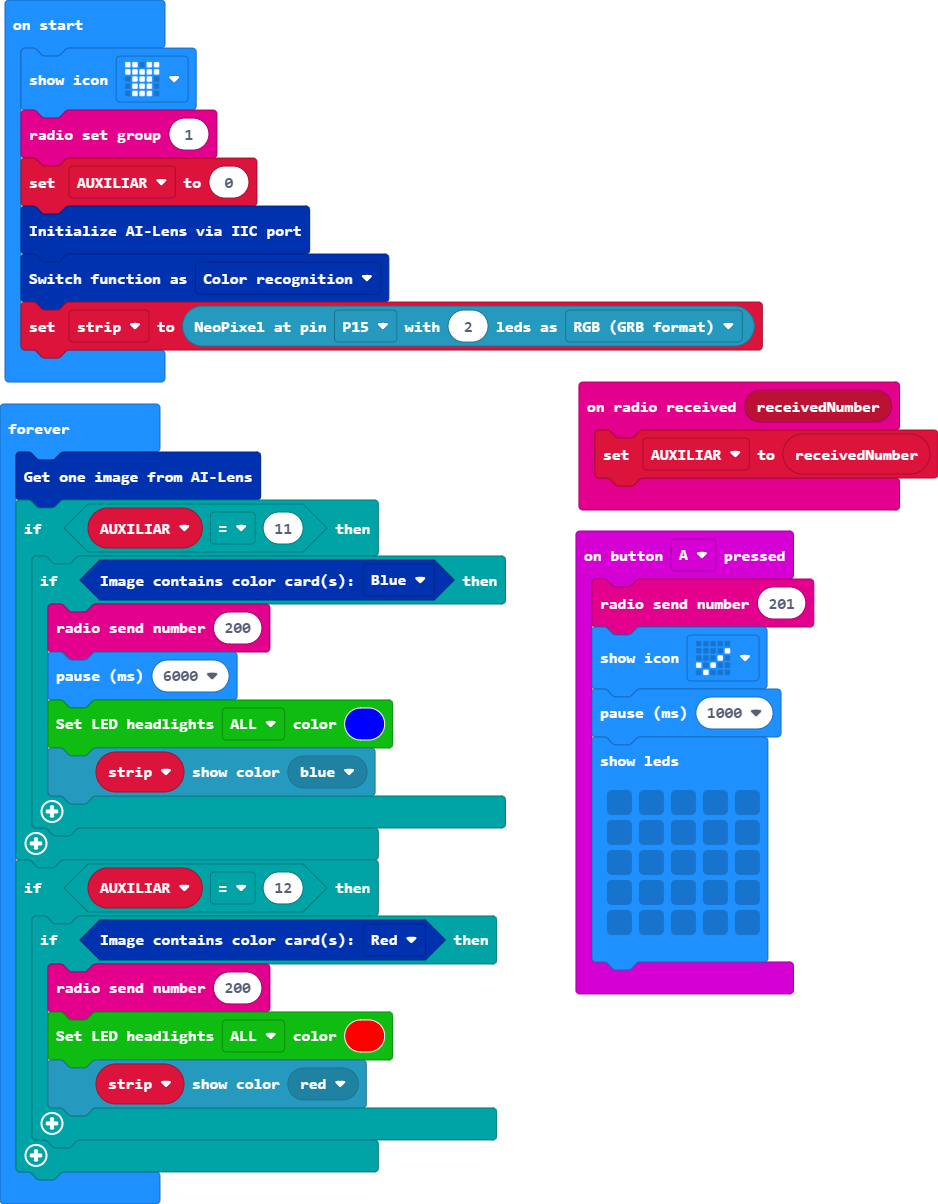 on start
show icon
radio set group 1
set AUXILIAR to 0
Initialize AI-Lens via IIC port
Switch function as Color recognition
set strip to NeoPixel at pin P15 with 2 leds as RGB (GRB format)
forever
Get one image from AI-Lens
if AUXILIAR = 11 then
if Image contains color card(s): Blue then
radio send number 200
pause (ms) 6000
Set LED headlights ALL color
strip show color blue
if AUXILIAR = 12 then
if Image contains color card(s): Red then
radio send number 200
Set LED headlights ALL color
strip show color red
on radio received receivedNumber
set AUXILIAR to receivedNumber
on button A pressed
radio send number 201
show icon
pause (ms) 1000
show leds